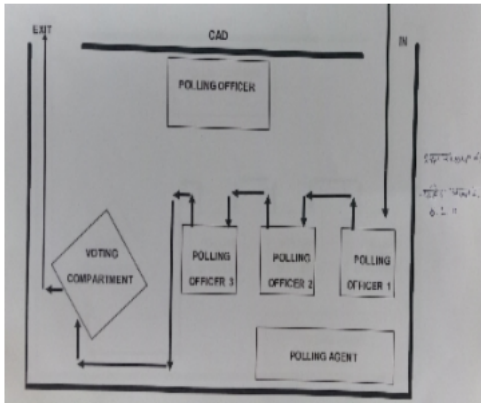 EXIT
CAD
IN
POLLING OFFICER
VOTING
COMPARTMENT
POLLING
OFFICER 3
POLLING
OFFICER 2
POLLING
OFFICER 1
POLLING AGENT